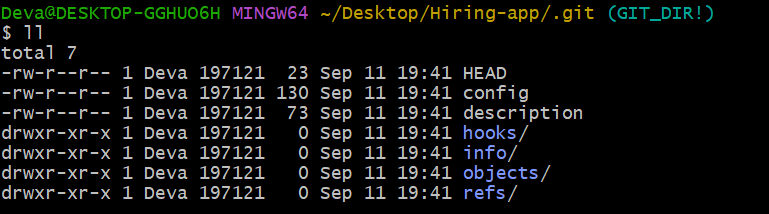 Deva@DESKTOP-GGHUO6H MINGW64 ~/Desktop/Hiring-app/.git (GIT_DIR!)
$ ll
total 7
-rw-r--r-- 1 Deva 197121  23 Sep 11 19:41 HEAD
-rw-r--r-- 1 Deva 197121 130 Sep 11 19:41 config
-rw-r--r-- 1 Deva 197121  73 Sep 11 19:41 description
drwxr-xr-x 1 Deva 197121   0 Sep 11 19:41 hooks/
drwxr-xr-x 1 Deva 197121   0 Sep 11 19:41 info/
drwxr-xr-x 1 Deva 197121   0 Sep 11 19:41 objects/
drwxr-xr-x 1 Deva 197121   0 Sep 11 19:41 refs/